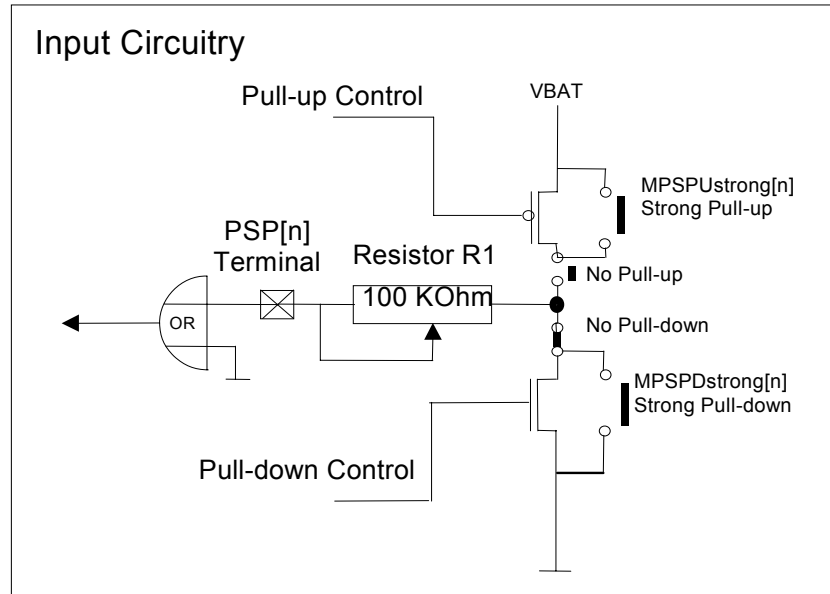 Input Circuitry
Pull-up Control
VBAT
MPSPUstrong[n]
Strong Pull-up
PSP[n]
Terminal
Resistor R1
100 KOhm
No Pull-up
OR
No Pull-down
MPSPDstrong[n]
Strong Pull-down
Pull-down Control